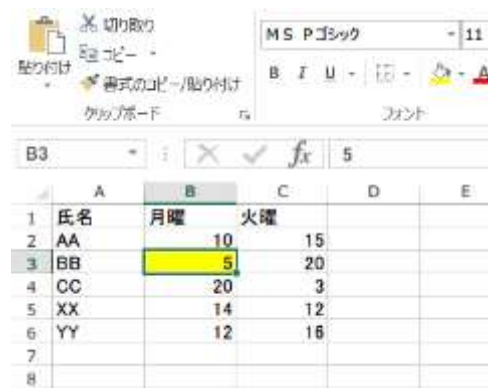 切り取り
コピー
貼り付け
書式のコピー/貼り付け
クリップボード
MS Pゴシック 11
B I U A
フォント
B3 fx 5
A B C D E
1 氏名 月曜 火曜
2 AA 10 15
3 BB 5 20
4 CC 20 3
5 XX 14 12
6 YY 12 16
7
8